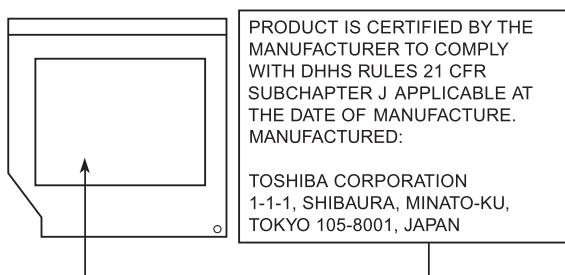 PRODUCT IS CERTIFIED BY THE
MANUFACTURER TO COMPLY
WITH DHHS RULES 21 CFR
SUBCHAPTER J APPLICABLE AT
THE DATE OF MANUFACTURE.
MANUFACTURED:
TOSHIBA CORPORATION
1-1-1, SHIBAURA, MINATO-KU,
TOKYO 105-8001, JAPAN